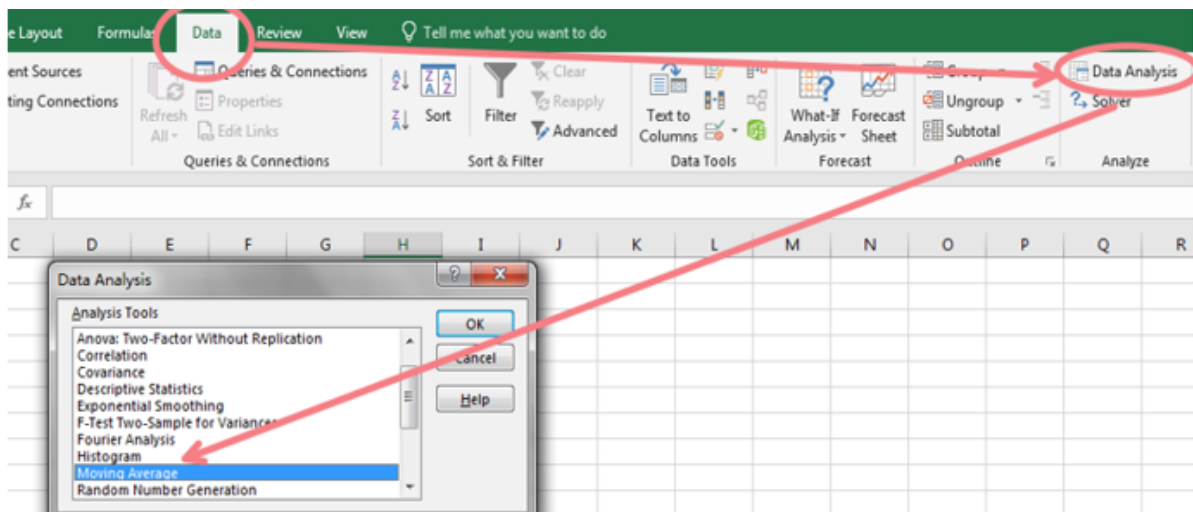 e Layout Formulas Data Review View Tell me what you want to do
ent Sources
ting Connections
Refresh
All
Queries & Connections
Properties
Edit Links
Queries & Connections
A Z
Z A
Z A
A Z
Sort
Filter
Clear
Reapply
Advanced
Sort & Filter
Text to
Columns
Data Tools
What-If
Analysis
Forecast
Sheet
Forecast
Group
Ungroup
Subtotal
Outline
Data Analysis
Solver
Analyze
fx
C D E F G H I J K L M N O P Q R
Data Analysis
Analysis Tools
Anova: Two-Factor Without Replication
Correlation
Covariance
Descriptive Statistics
Exponential Smoothing
F-Test Two-Sample for Variances
Fourier Analysis
Histogram
Moving Average
Random Number Generation
OK
Cancel
Help